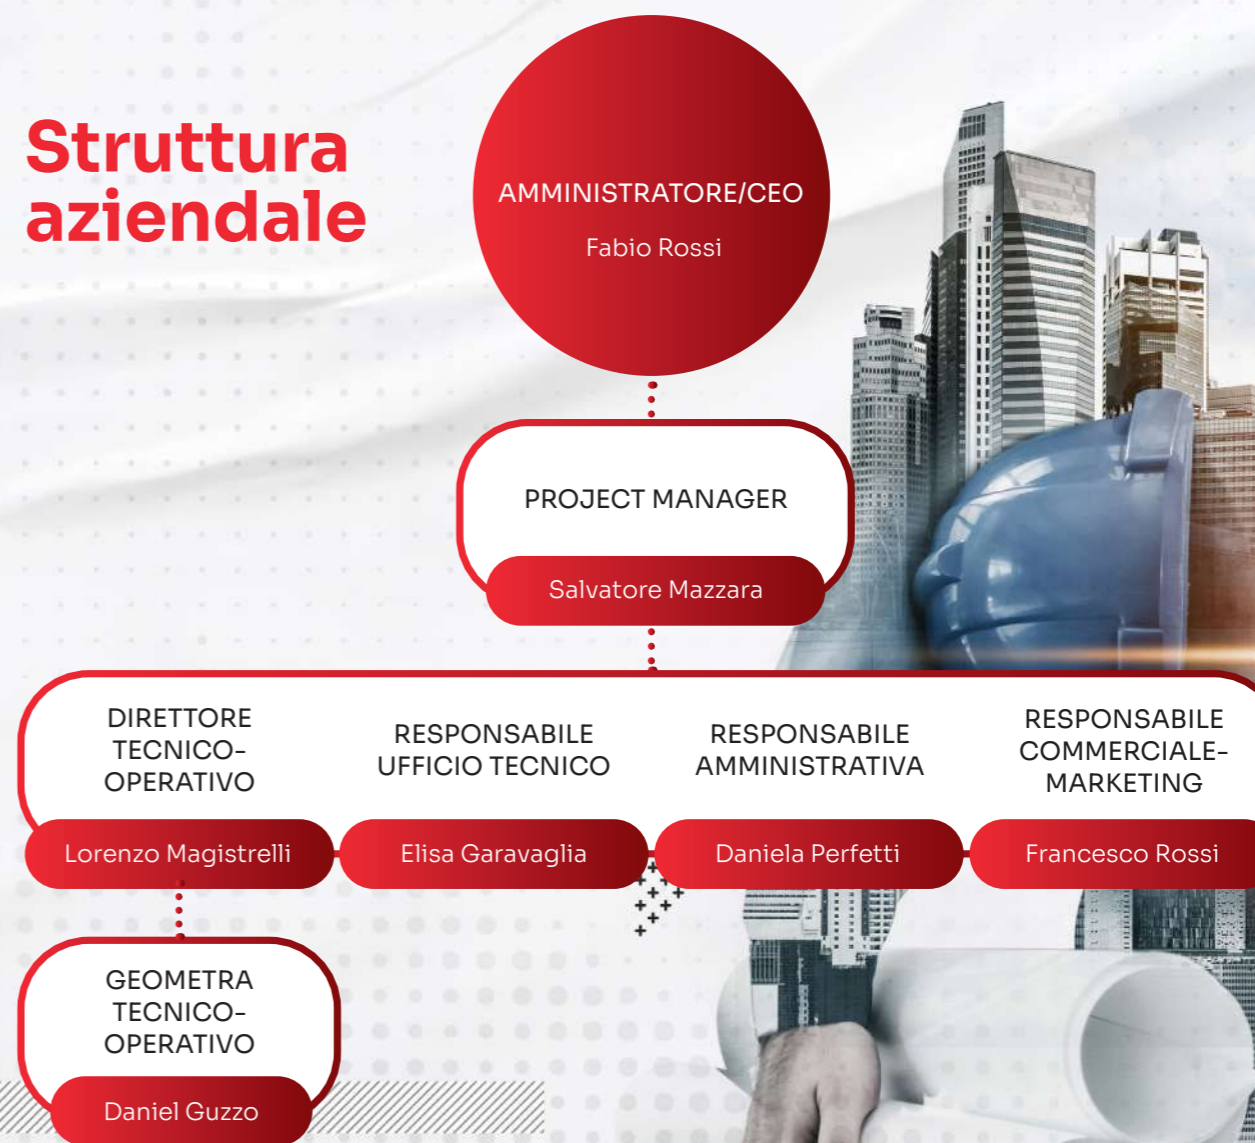 Struttura
aziendale
AMMINISTRATORE/CEO
Fabio Rossi
PROJECT MANAGER
Salvatore Mazzara
DIRETTORE
TECNICO-
OPERATIVO
Lorenzo Magistrelli
RESPONSABILE
UFFICIO TECNICO
Elisa Garavaglia
RESPONSABILE
AMMINISTRATIVA
Daniela Perfetti
RESPONSABILE
COMMERCIALE-
MARKETING
Francesco Rossi
GEOMETRA
TECNICO-
OPERATIVO
Daniel Guzzo